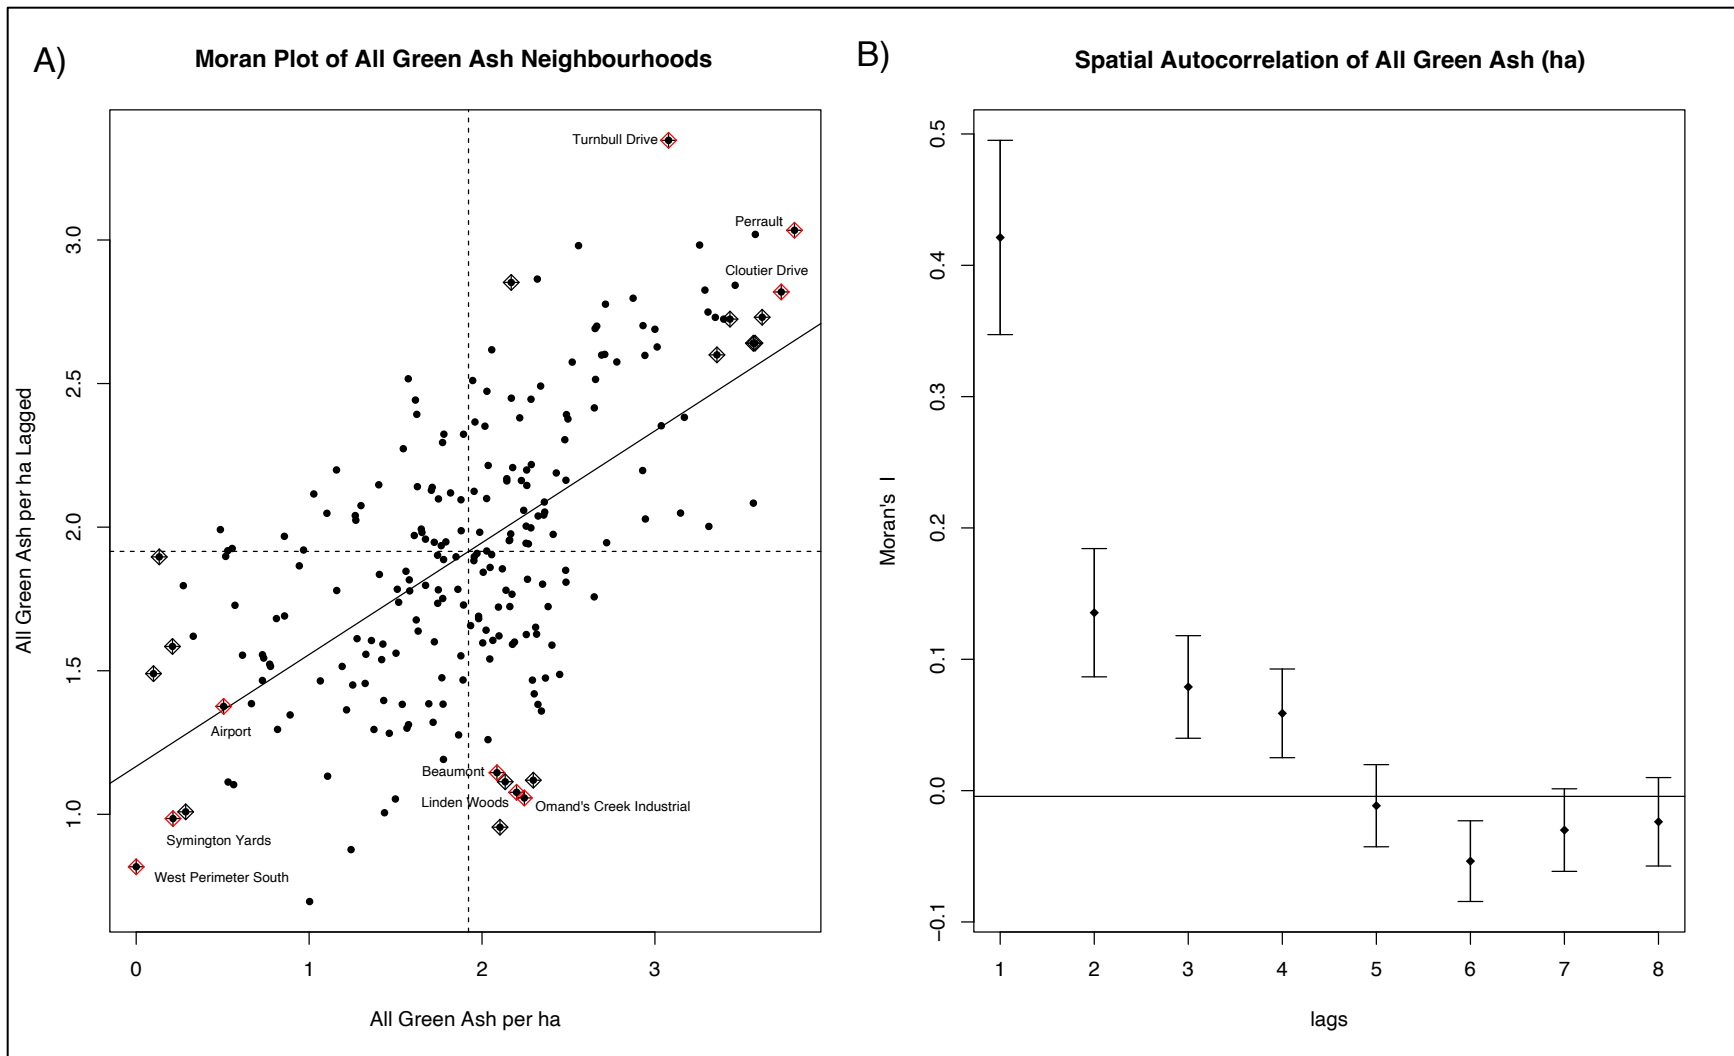 A)
Moran Plot of All Green Ash Neighbourhoods
All Green Ash per ha Lagged
3.0
2.5
2.0
1.5
1.0
Turnbull Drive
Perrault
Cloutier Drive
Airport
Beaumont
Linden Woods
Omand's Creek Industrial
Symington Yards
West Perimeter South
0 1 2 3
All Green Ash per ha
B)
Spatial Autocorrelation of All Green Ash (ha)
Moran's I
0.5
0.4
0.3
0.2
0.1
0.0
−0.1
1 2 3 4 5 6 7 8
lags